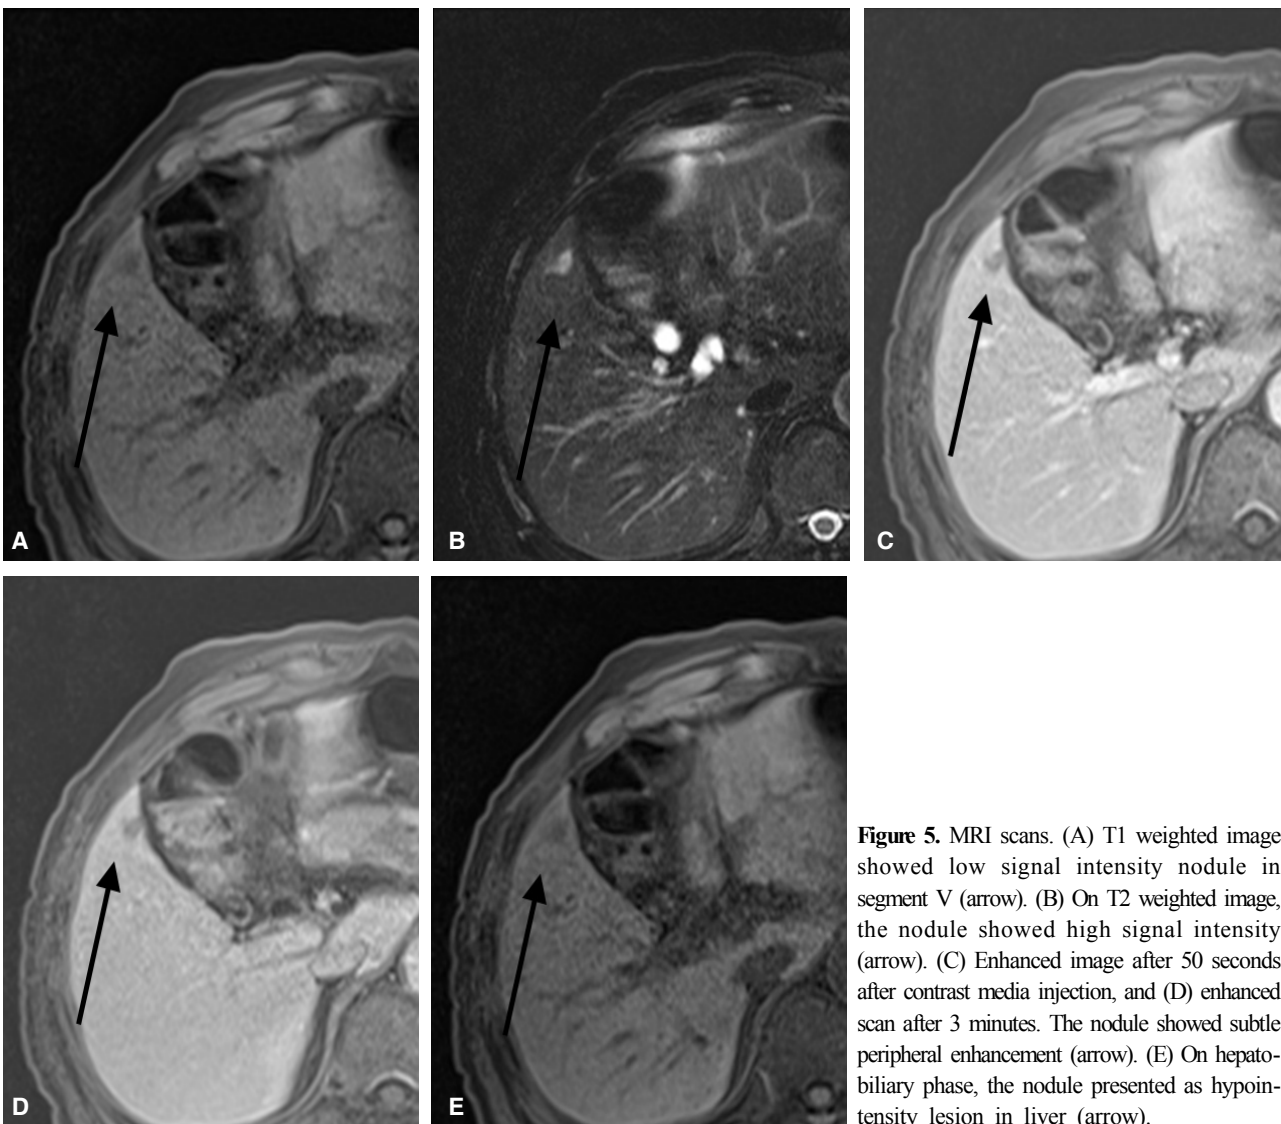 A
B
C
D
E
Figure 5. MRI scans. (A) T1 weighted image
showed low signal intensity nodule in
segment V (arrow). (B) On T2 weighted image,
the nodule showed high signal intensity
(arrow). (C) Enhanced image after 50 seconds
after contrast media injection, and (D) enhanced
scan after 3 minutes. The nodule showed subtle
peripheral enhancement (arrow). (E) On hepato-
biliary phase, the nodule presented as hypoin-
tensity lesion in liver (arrow).